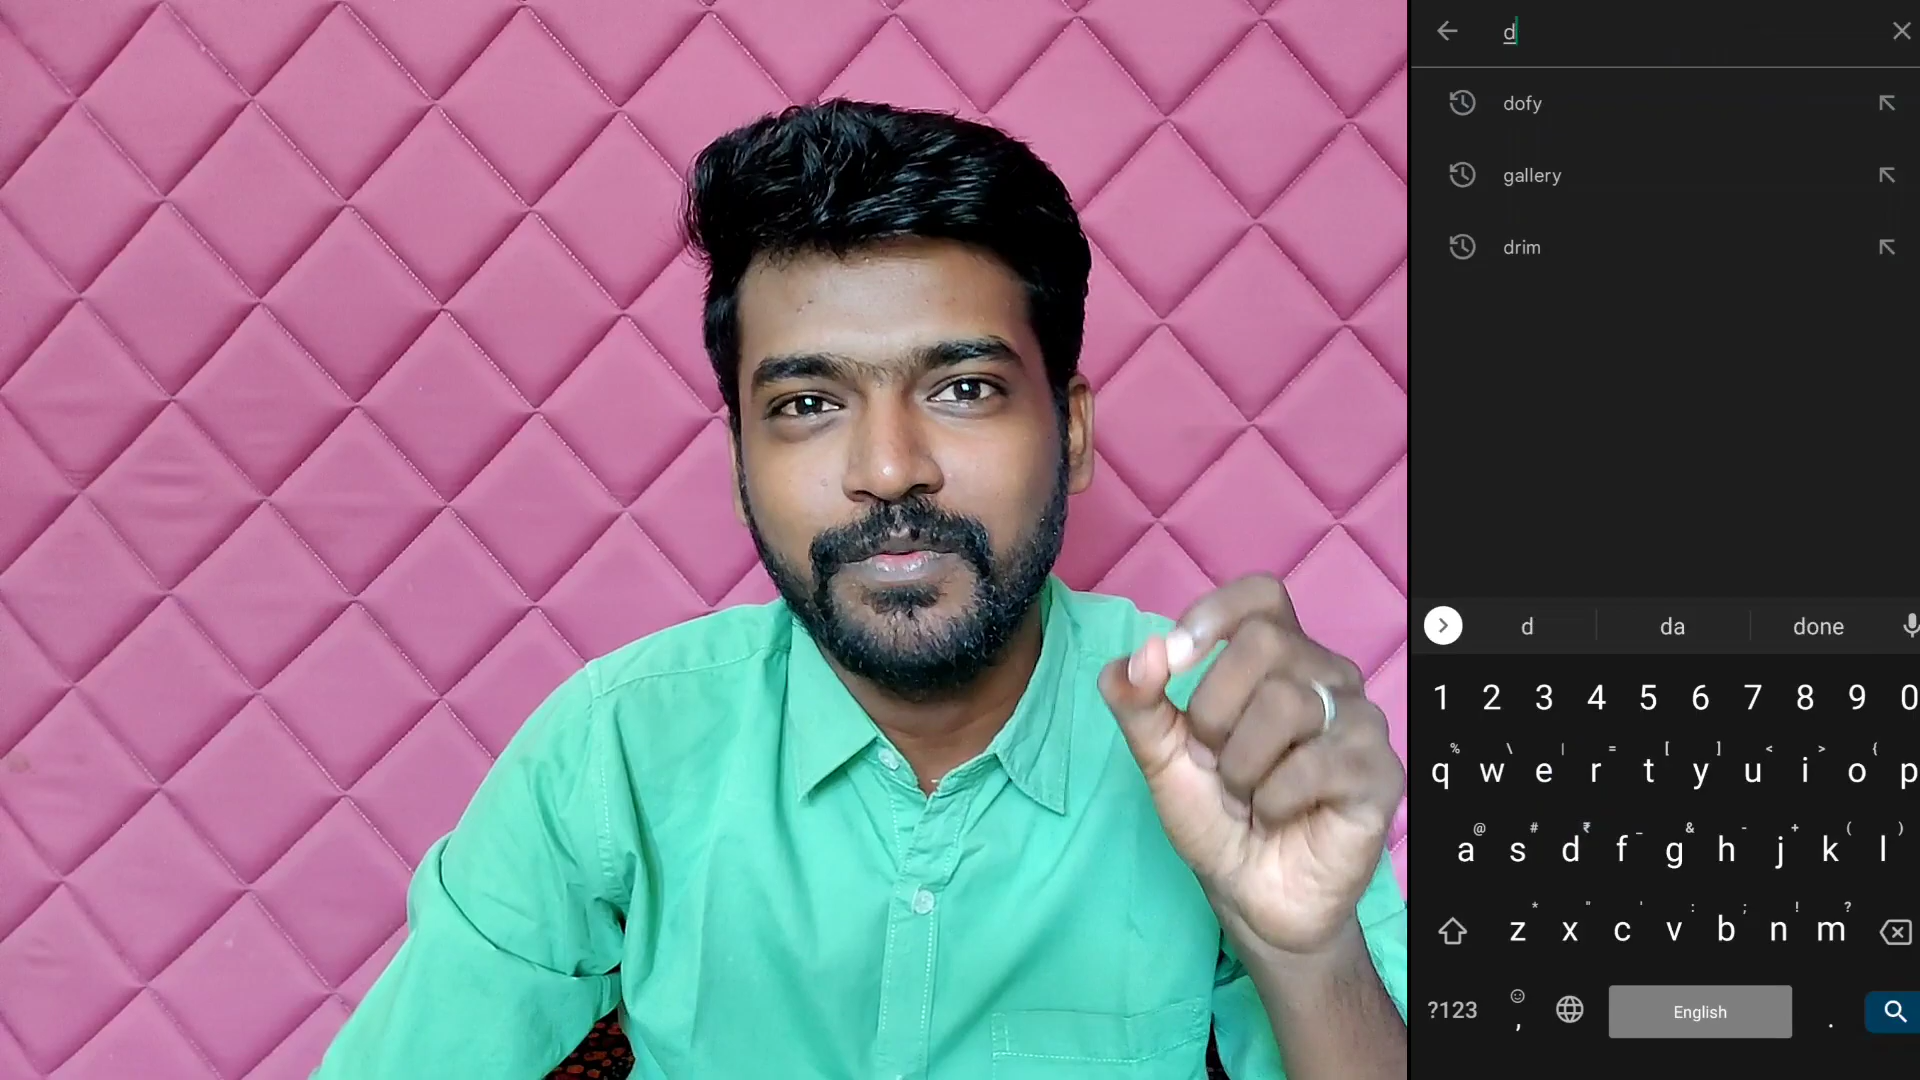 d
dofy
gallery
drim
d da done
1 2 3 4 5 6 7 8 9 0
% \ | = [ ] < > {
q w e r t y u i o p
@ # ₹ _ & - + ( )
a s d f g h j k l
* " ' : ; ! ?
z x c v b n m
?123 , English .